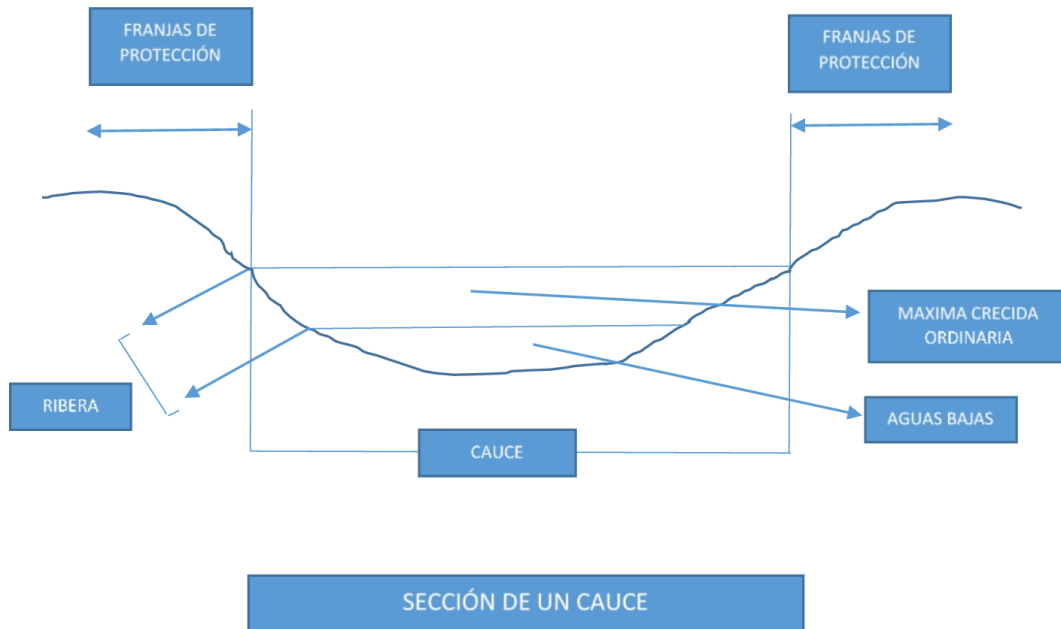 FRANJAS DE
PROTECCIÓN
FRANJAS DE
PROTECCIÓN
MAXIMA CRECIDA
ORDINARIA
RIBERA
AGUAS BAJAS
CAUCE
SECCIÓN DE UN CAUCE